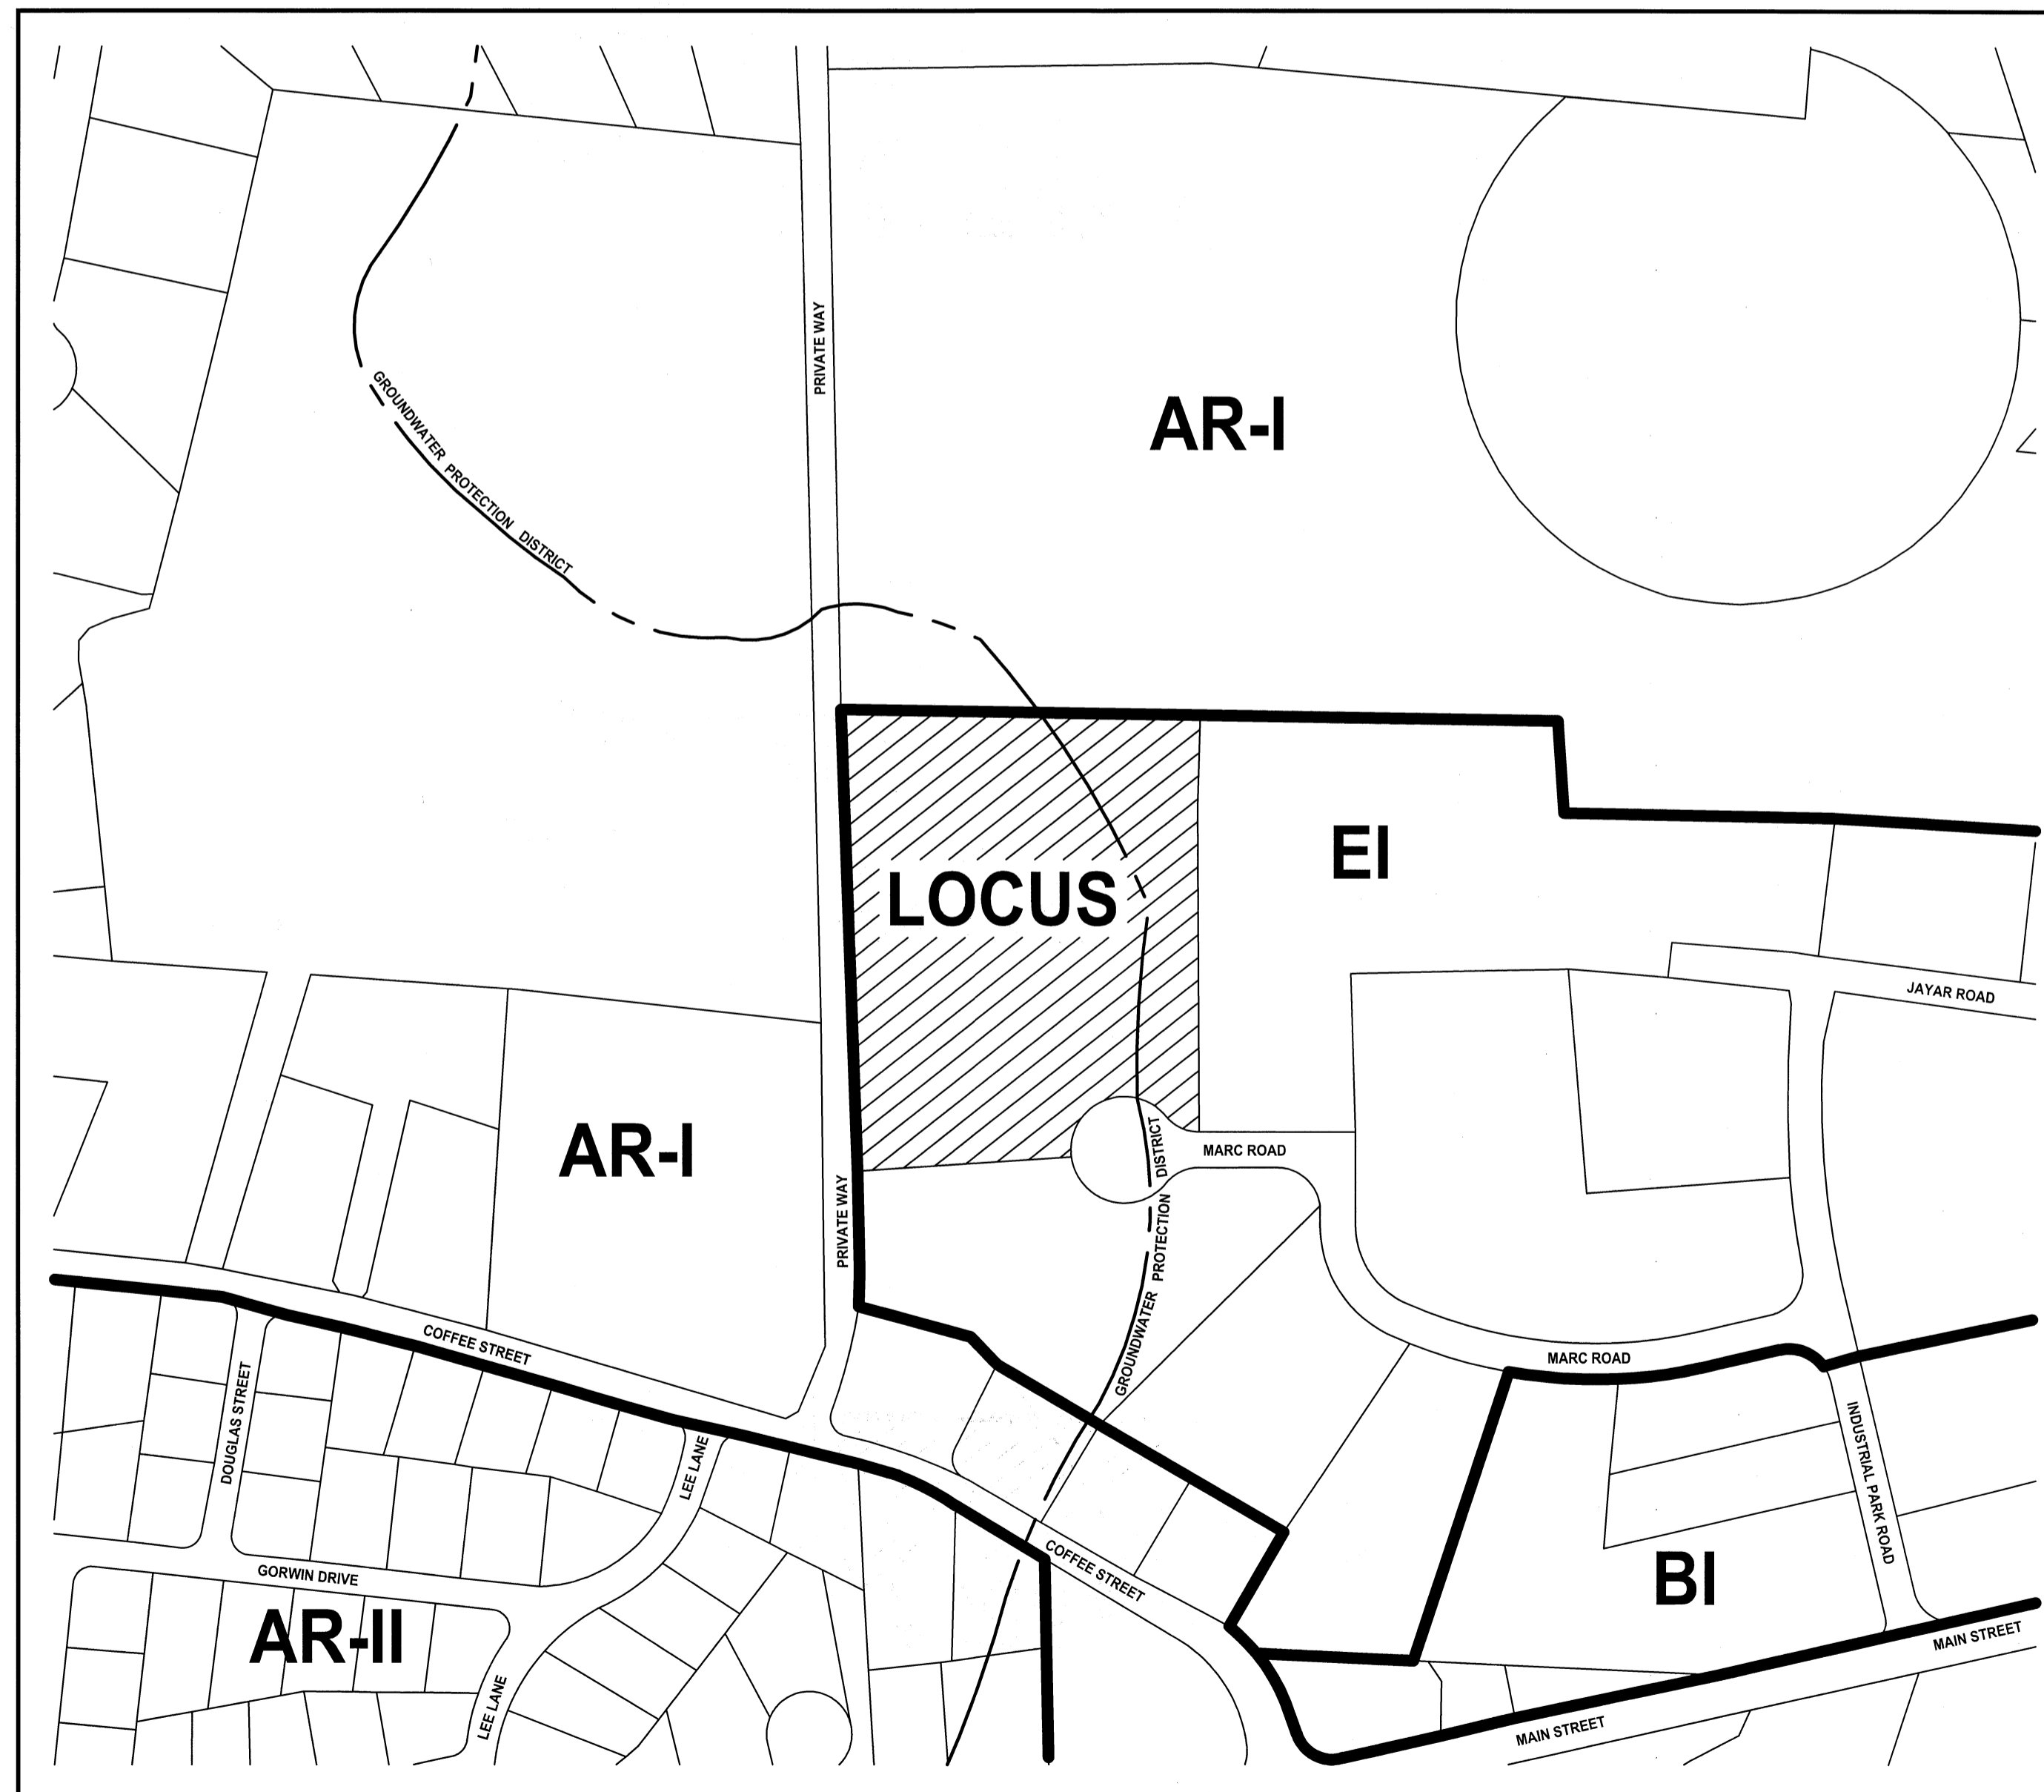 PRIVATE WAY
AR-I
GROUNDWATER PROTECTION DISTRICT
EI
LOCUS
JAYAR ROAD
AR-I
MARC ROAD
PRIVATE WAY
GROUNDWATER PROTECTION DISTRICT
COFFEE STREET
MARC ROAD
DOUGLAS STREET
LEE LANE
INDUSTRIAL PARK ROAD
COFFEE STREET
GORWIN DRIVE
BI
AR-II
MAIN STREET
LEE LANE
MAIN STREET